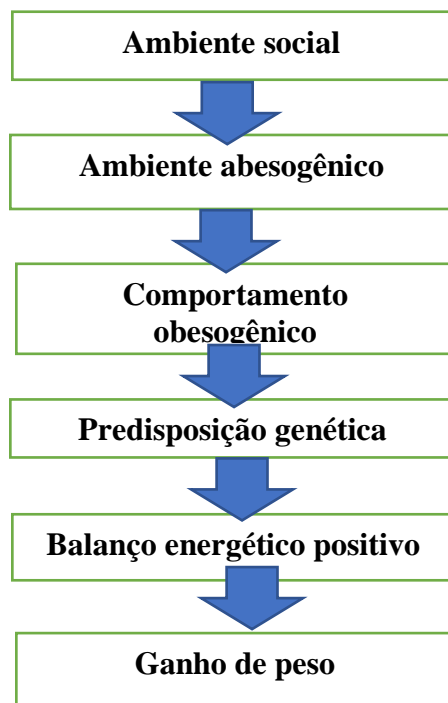 Ambiente social
Ambiente abesogênico
Comportamento
obesogênico
Predisposição genética
Balanço energético positivo
Ganho de peso